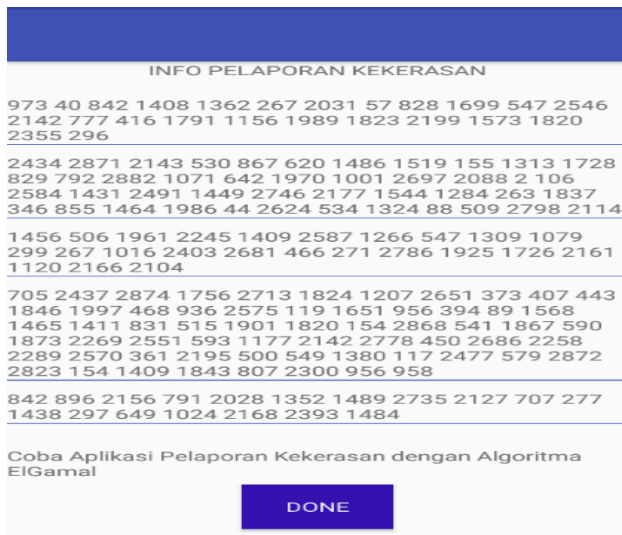 INFO PELAPORAN KEKERASAN
973 40 842 1408 1362 267 2031 57 828 1699 547 2546
2142 777 416 1791 1156 1989 1823 2199 1573 1820
2355 296
2434 2871 2143 530 867 620 1486 1519 155 1313 1728
829 792 2882 1071 642 1970 1001 2697 2088 2 106
2584 1431 2491 1449 2746 2177 1544 1284 263 1837
346 855 1464 1986 44 2624 534 1324 88 509 2798 2114
1456 506 1961 2245 1409 2587 1266 547 1309 1079
299 267 1016 2403 2681 466 271 2786 1925 1726 2161
1120 2166 2104
705 2437 2874 1756 2713 1824 1207 2651 373 407 443
1846 1997 468 936 2575 119 1651 956 394 89 1568
1465 1411 831 515 1901 1820 154 2868 541 1867 590
1873 2269 2551 593 1177 2142 2778 450 2686 2258
2289 2570 361 2195 500 549 1380 117 2477 579 2872
2823 154 1409 1843 807 2300 956 958
842 896 2156 791 2028 1352 1489 2735 2127 707 277
1438 297 649 1024 2168 2393 1484
Coba Aplikasi Pelaporan Kekerasan dengan Algoritma
ElGamal
DONE